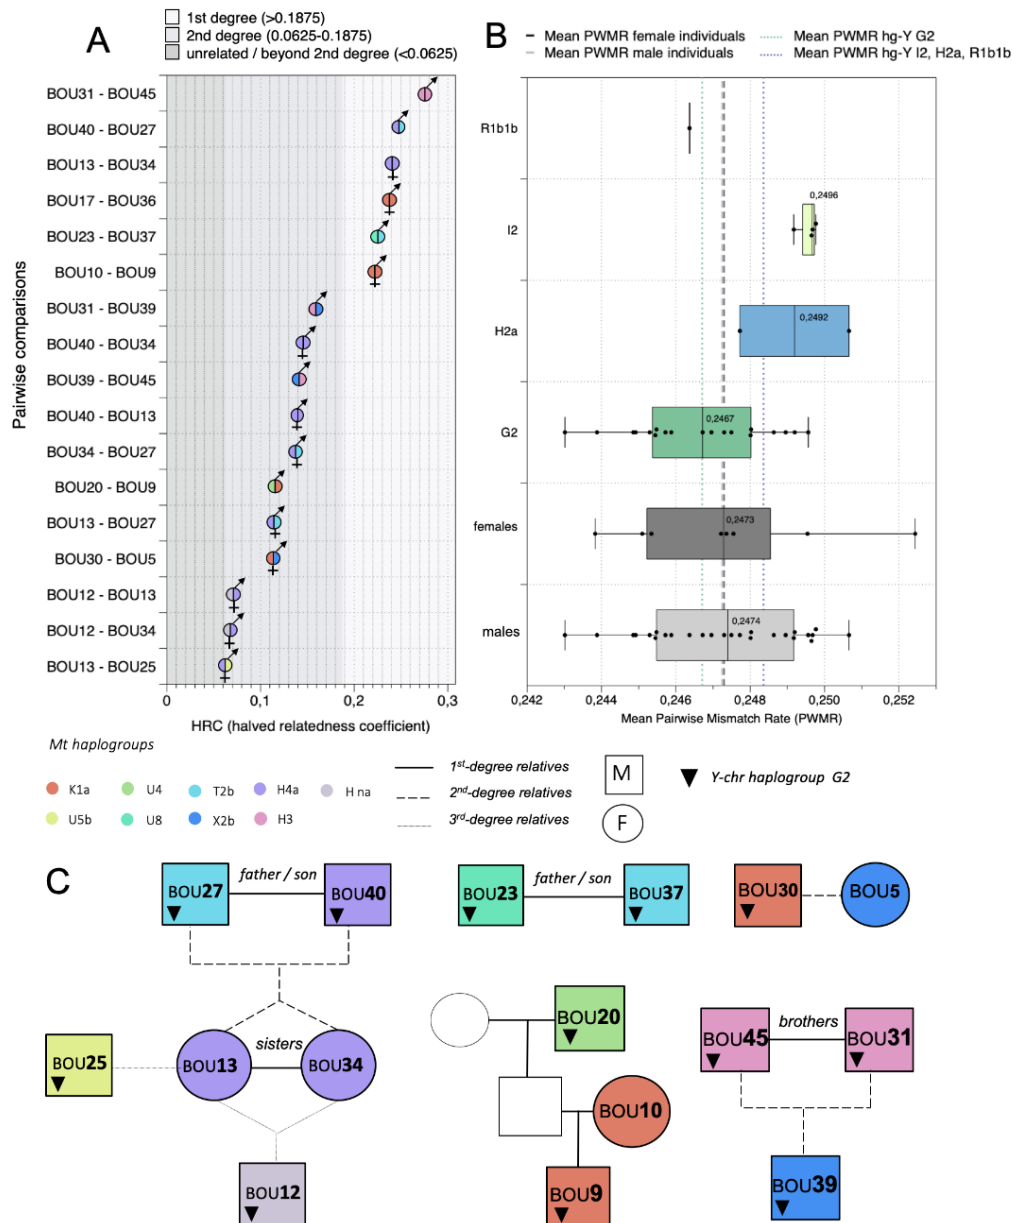 A
1st degree (>0.1875)
2nd degree (0.0625-0.1875)
unrelated / beyond 2nd degree (<0.0625)
Pairwise comparisons
BOU31 - BOU45
BOU40 - BOU27
BOU13 - BOU34
BOU17 - BOU36
BOU23 - BOU37
BOU10 - BOU9
BOU31 - BOU39
BOU40 - BOU34
BOU39 - BOU45
BOU40 - BOU13
BOU34 - BOU27
BOU20 - BOU9
BOU13 - BOU27
BOU30 - BOU5
BOU12 - BOU13
BOU12 - BOU34
BOU13 - BOU25
0 0,1 0,2 0,3
HRC (halved relatedness coefficient)
B
Mean PWMR female individuals
Mean PWMR male individuals
Mean PWMR hg-Y G2
Mean PWMR hg-Y I2, H2a, R1b1b
R1b1b
I2
0,2496
H2a
0,2492
G2
0,2467
females
0,2473
males
0,2474
0,242 0,244 0,246 0,248 0,250 0,252
Mean Pairwise Mismatch Rate (PWMR)
Mt haplogroups
K1a U4 T2b H4a H na
U5b U8 X2b H3
1st-degree relatives
2nd-degree relatives
3rd-degree relatives
M
F
Y-chr haplogroup G2
C
BOU27 father / son BOU40
BOU23 father / son BOU37
BOU30 BOU5
BOU25 BOU13 sisters BOU34
BOU12
BOU20
BOU10
BOU9
BOU45 brothers BOU31
BOU39